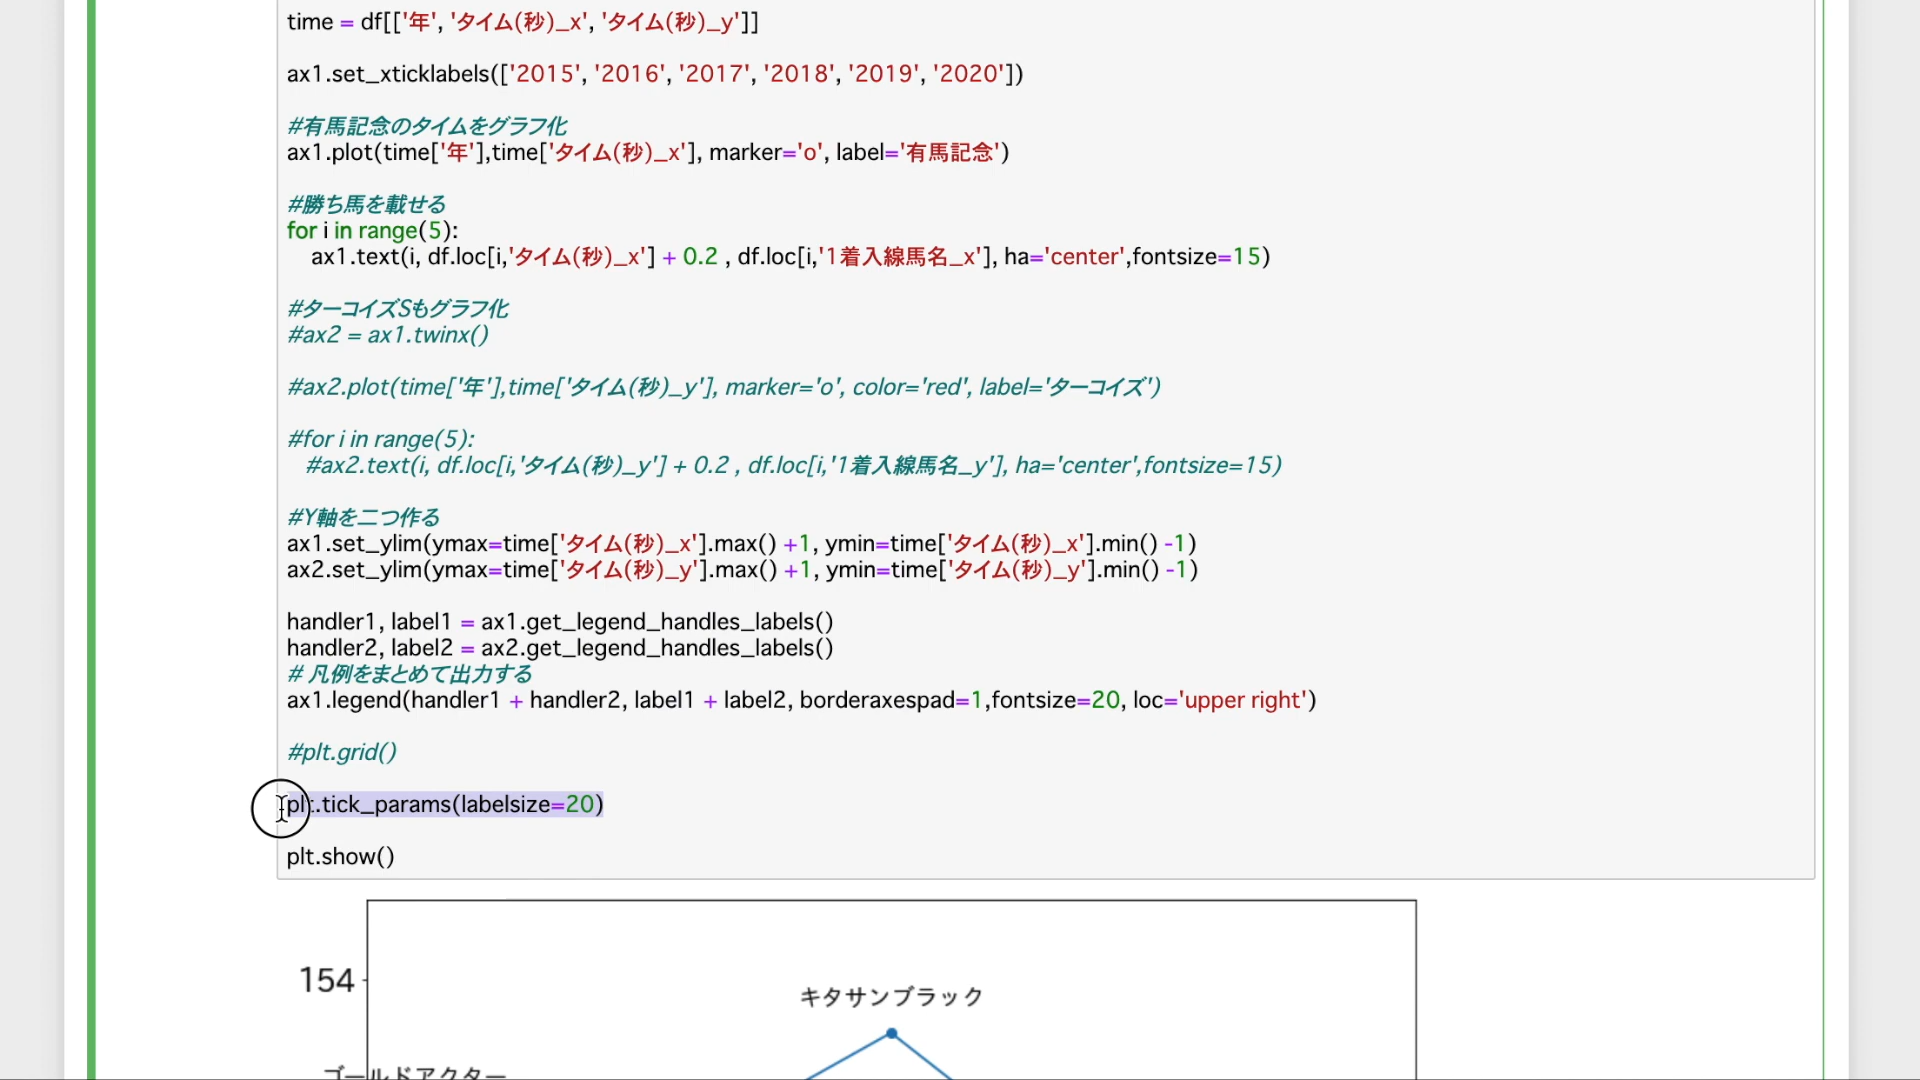 time = df[['年', 'タイム(秒)_x', 'タイム(秒)_y']]
ax1.set_xticklabels(['2015', '2016', '2017', '2018', '2019', '2020'])
#有馬記念のタイムをグラフ化
ax1.plot(time['年'],time['タイム(秒)_x'], marker='o', label='有馬記念')
#勝ち馬を載せる
for i in range(5):
ax1.text(i, df.loc[i,'タイム(秒)_x'] + 0.2 , df.loc[i,'1着入線馬名_x'], ha='center',fontsize=15)
#ターコイズSもグラフ化
#ax2 = ax1.twinx()
#ax2.plot(time['年'],time['タイム(秒)_y'], marker='o', color='red', label='ターコイズ')
#for i in range(5):
#ax2.text(i, df.loc[i,'タイム(秒)_y'] + 0.2 , df.loc[i,'1着入線馬名_y'], ha='center',fontsize=15)
#Y軸を二つ作る
ax1.set_ylim(ymax=time['タイム(秒)_x'].max() +1, ymin=time['タイム(秒)_x'].min() -1)
ax2.set_ylim(ymax=time['タイム(秒)_y'].max() +1, ymin=time['タイム(秒)_y'].min() -1)
handler1, label1 = ax1.get_legend_handles_labels()
handler2, label2 = ax2.get_legend_handles_labels()
# 凡例をまとめて出力する
ax1.legend(handler1 + handler2, label1 + label2, borderaxespad=1,fontsize=20, loc='upper right')
#plt.grid()
plt.tick_params(labelsize=20)
plt.show()
154
キタサンブラック
ゴールドアクター